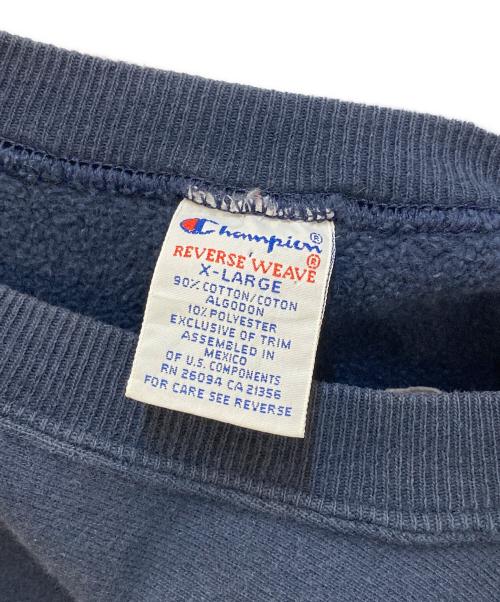 Champion®
REVERSE WEAVE®
X-LARGE
90% COTTON/COTON
ALGODON
10% POLYESTER
EXCLUSIVE OF TRIM
ASSEMBLED IN
MEXICO
OF U.S. COMPONENTS
RN 26094 CA 21356
FOR CARE SEE REVERSE